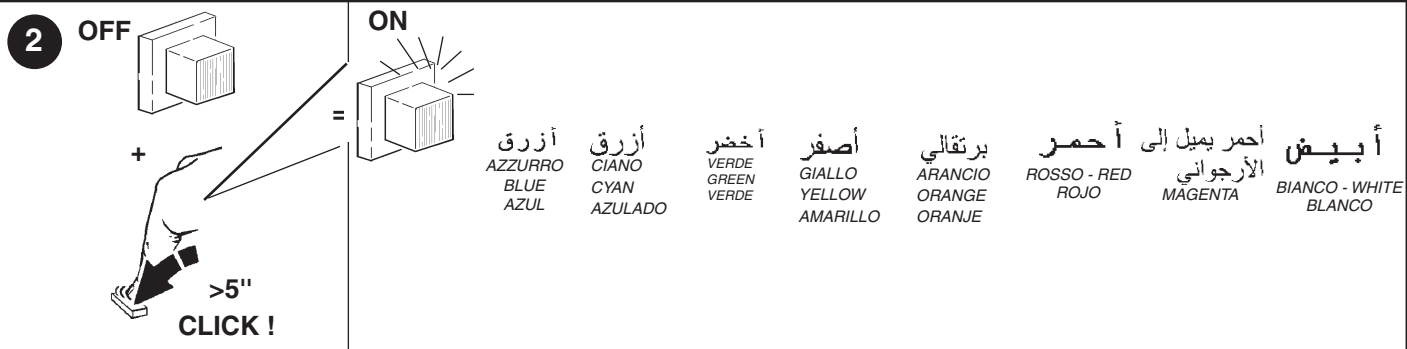 2
OFF
+
>5"
CLICK !
ON
=
أزرق
AZZURRO
BLUE
AZUL
أزرق
CIANO
CYAN
AZULADO
أخضر
VERDE
GREEN
VERDE
أصفر
GIALLO
YELLOW
AMARILLO
برتقالي
ARANCIO
ORANGE
ORANJE
أحمر
ROSSO - RED
ROJO
أحمر يميل إلى
الأرجواني
MAGENTA
أبيض
BIANCO - WHITE
BLANCO